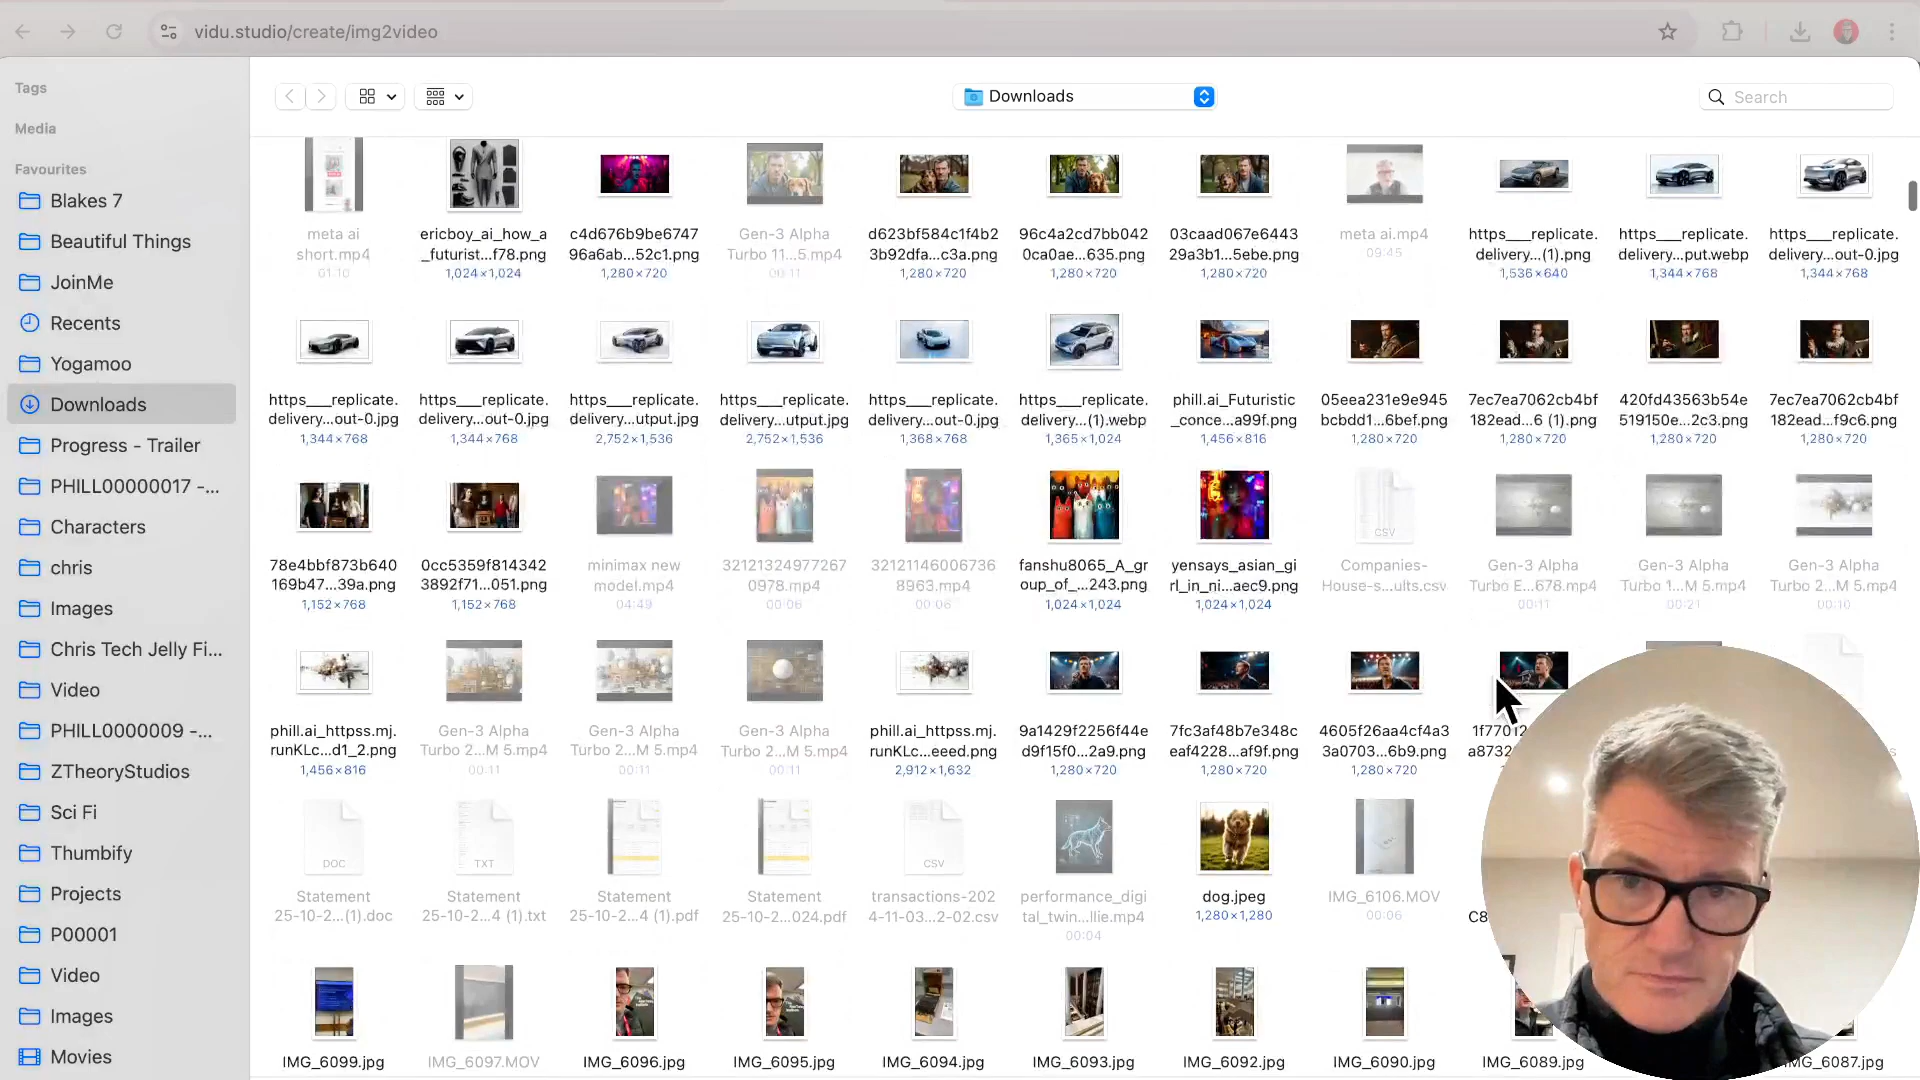 vidu.studio/create/img2video
Tags
Media
Favourites
Blakes 7
Beautiful Things
JoinMe
Recents
Yogamoo
Downloads
Progress - Trailer
PHILL00000017 -...
Characters
chris
Images
Chris Tech Jelly Fi...
Video
PHILL0000009 -...
ZTheoryStudios
Sci Fi
Thumbify
Projects
P00001
Video
Images
Movies
Downloads
Search
meta ai
short.mp4
01:10
ericboy_ai_how_a
_futurist...f78.png
1,024×1,024
c4d676b9be6747
96a6ab...52c1.png
1,280×720
Gen-3 Alpha
Turbo 11...5.mp4
00:11
d623bf584c1f4b2
3b92dfa...c3a.png
1,280×720
96c4a2cd7bb042
0ca0ae...635.png
1,280×720
03caad067e6443
29a3b1...5ebe.png
1,280×720
meta ai.mp4
09:45
https___replicate.
delivery...(1).png
1,536×640
https___replicate.
delivery...put.webp
1,344×768
https___replicate.
delivery...out-0.jpg
1,344×768
https___replicate.
delivery...out-0.jpg
1,344×768
https___replicate.
delivery...out-0.jpg
1,344×768
https___replicate.
delivery...utput.jpg
2,752×1,536
https___replicate.
delivery...utput.jpg
2,752×1,536
https___replicate.
delivery...out-0.jpg
1,368×768
https___replicate.
delivery...(1).webp
1,365×1,024
phill.ai_Futuristic
_conce...a99f.png
1,456×816
05eea231e9e945
bcbdd1...6bef.png
1,280×720
7ec7ea7062cb4bf
182ead...6 (1).png
1,280×720
420fd43563b54e
519150e...2c3.png
1,280×720
7ec7ea7062cb4bf
182ead...f9c6.png
1,280×720
78e4bbf873b640
169b47...39a.png
1,152×768
0cc5359f814342
3892f71...051.png
1,152×768
minimax new
model.mp4
04:49
32121324977267
0978.mp4
00:06
32121146006736
8963.mp4
00:06
fanshu8065_A_gr
oup_of_...243.png
1,024×1,024
yensays_asian_gi
rl_in_ni...aec9.png
1,024×1,024
CSV
Companies-
House-s...ults.csv
Gen-3 Alpha
Turbo E...678.mp4
00:11
Gen-3 Alpha
Turbo 1...M 5.mp4
00:21
Gen-3 Alpha
Turbo 2...M 5.mp4
00:10
phill.ai_httpss.mj.
runKLc...d1_2.png
1,456×816
Gen-3 Alpha
Turbo 2...M 5.mp4
00:11
Gen-3 Alpha
Turbo 2...M 5.mp4
00:11
Gen-3 Alpha
Turbo 2...M 5.mp4
00:11
phill.ai_httpss.mj.
runKLc...eeed.png
2,912×1,632
9a1429f2256f44e
d9f15f0...2a9.png
1,280×720
7fc3af48b7e348c
eaf4228...af9f.png
1,280×720
4605f26aa4cf4a3
3a0703...6b9.png
1,280×720
1f7701
a8732
DOC
Statement
25-10-2...(1).doc
TXT
Statement
25-10-2...4 (1).txt
Statement
25-10-2...4 (1).pdf
Statement
25-10-2...024.pdf
CSV
transactions-202
4-11-03...2-02.csv
performance_digi
tal_twin...llie.mp4
00:04
dog.jpeg
1,280×1,280
IMG_6106.MOV
00:06
C8
IMG_6099.jpg
IMG_6097.MOV
IMG_6096.jpg
IMG_6095.jpg
IMG_6094.jpg
IMG_6093.jpg
IMG_6092.jpg
IMG_6090.jpg
IMG_6089.jpg
IMG_6087.jpg